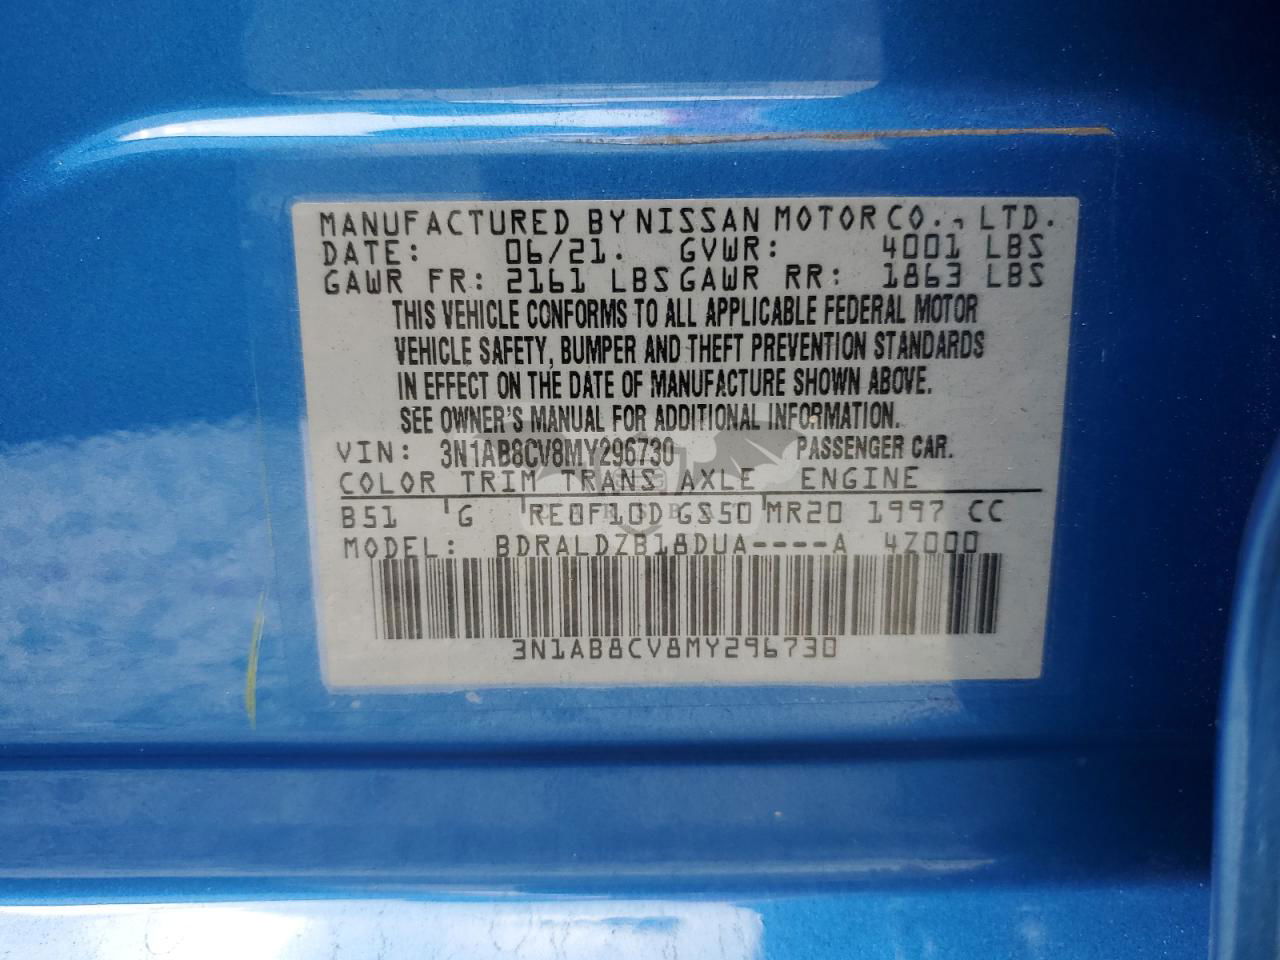 MANUFACTURED BY NISSAN MOTOR CO., LTD.
DATE: 06/21. GVWR: 4001 LBS
GAWR FR: 2161 LBS GAWR RR: 1863 LBS
THIS VEHICLE CONFORMS TO ALL APPLICABLE FEDERAL MOTOR
VEHICLE SAFETY, BUMPER AND THEFT PREVENTION STANDARDS
IN EFFECT ON THE DATE OF MANUFACTURE SHOWN ABOVE.
SEE OWNER'S MANUAL FOR ADDITIONAL INFORMATION.
VIN: 3N1AB8CV8MY296730 PASSENGER CAR.
COLOR TRIM TRANS AXLE ENGINE
B51 G RE0F10D GS50 MR20 1997 CC
MODEL: BDRALDZB18DUA----A 4Z000
3N1AB8CV8MY296730